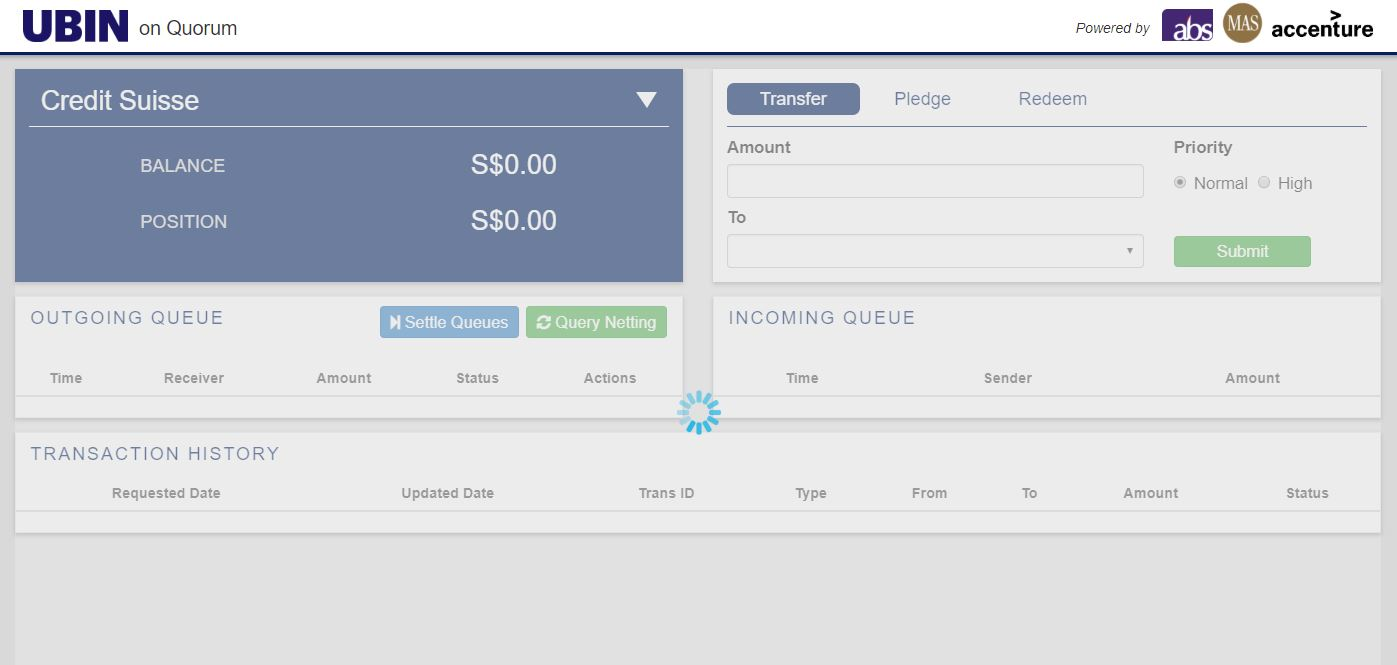 UBIN on Quorum
Powered by abs MAS accenture
Credit Suisse
BALANCE S$0.00
POSITION S$0.00
Transfer Pledge Redeem
Amount
Priority
Normal High
To
Submit
OUTGOING QUEUE
Settle Queues Query Netting
Time Receiver Amount Status Actions
INCOMING QUEUE
Time Sender Amount
TRANSACTION HISTORY
Requested Date Updated Date Trans ID Type From To Amount Status